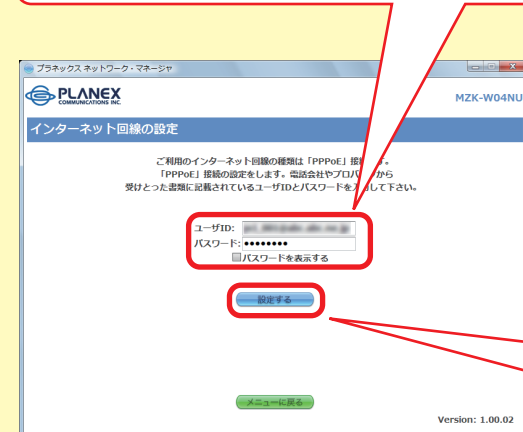 プラネックス ネットワーク・マネージャ
PLANEX
COMMUNICATIONS INC.
MZK-W04NU
インターネット回線の設定
ご利用のインターネット回線の種類は「PPPoE」接 す。
「PPPoE」接続の設定をします。電話会社やプロバ から
受けとった書類に記載されているユーザIDとパスワードを入 して下さい。
ユーザID:
パスワード: ●●●●●●●●
パスワードを表示する
設定する
メニューに戻る
Version: 1.00.02